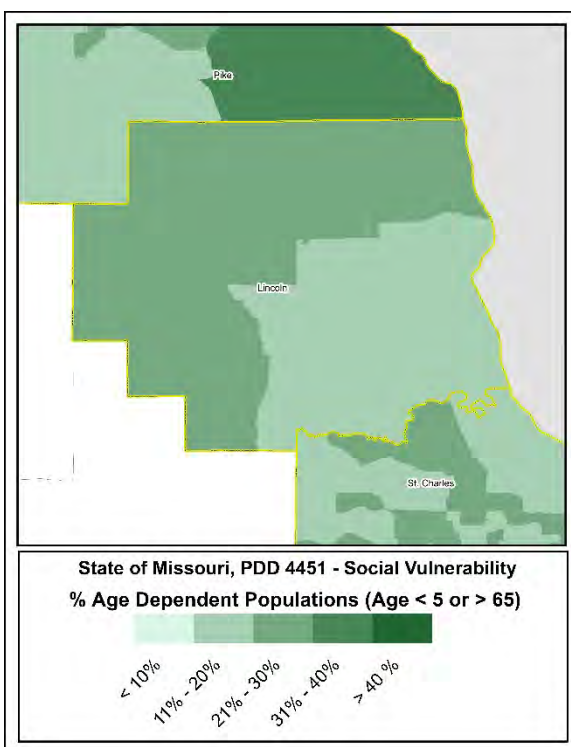 Pike
Lincoln
St. Charles
State of Missouri, PDD 4451 - Social Vulnerability
% Age Dependent Populations (Age < 5 or > 65)
< 10%
11% - 20%
21% - 30%
31% - 40%
> 40 %